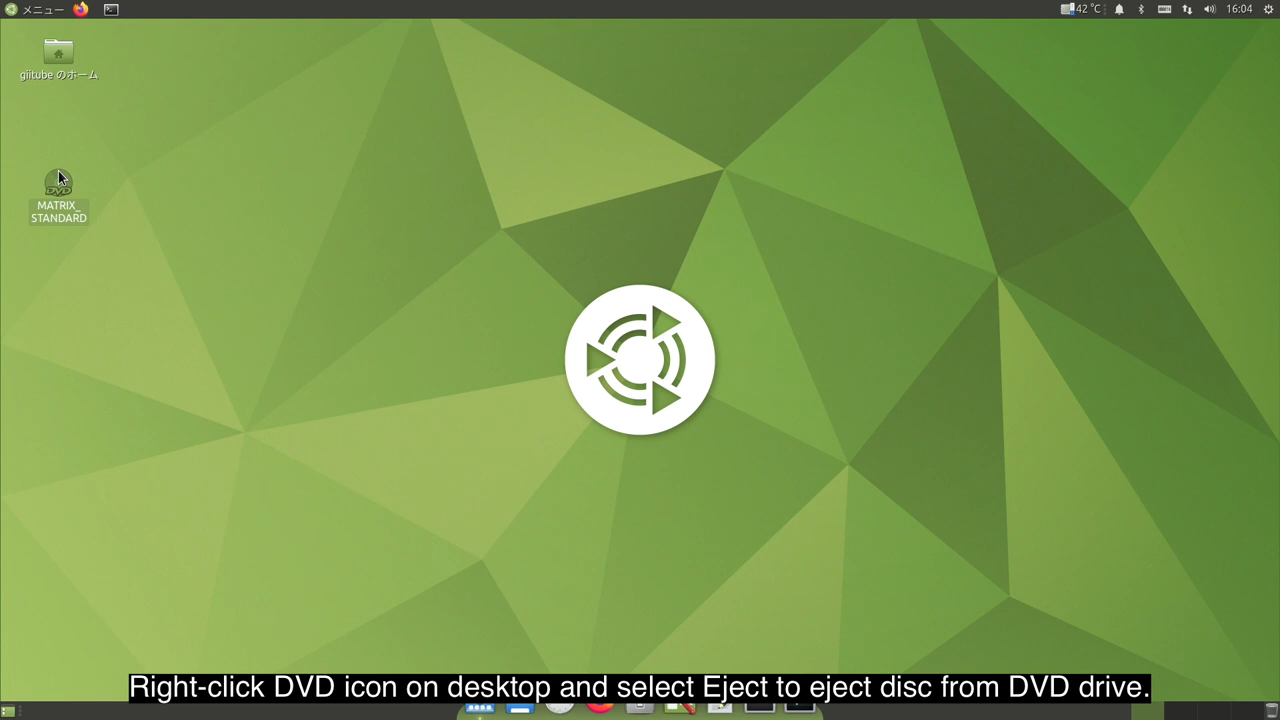 メニュー
42 ℃
16:04
giitube のホーム
DVD
MATRIX_
STANDARD
Right-click DVD icon on desktop and select Eject to eject disc from DVD drive.